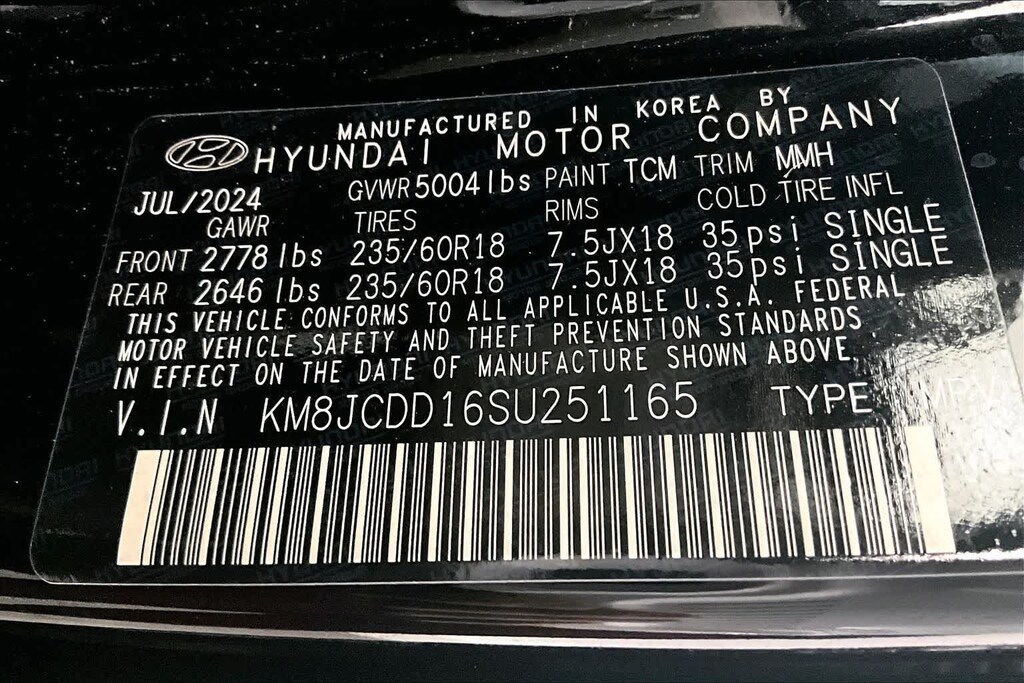 MANUFACTURED IN KOREA BY
HYUNDAI MOTOR COMPANY
JUL/2024 GVWR 5004 lbs PAINT TCM TRIM MMH
GAWR TIRES RIMS COLD TIRE INFL
FRONT 2778 lbs 235/60R18 7.5JX18 35psi SINGLE
REAR 2646 lbs 235/60R18 7.5JX18 35psi SINGLE
THIS VEHICLE CONFORMS TO ALL APPLICABLE U.S.A. FEDERAL
MOTOR VEHICLE SAFETY AND THEFT PREVENTION STANDARDS
IN EFFECT ON THE DATE OF MANUFACTURE SHOWN ABOVE.
V.I.N KM8JCDD16SU251165 TYPE MPV